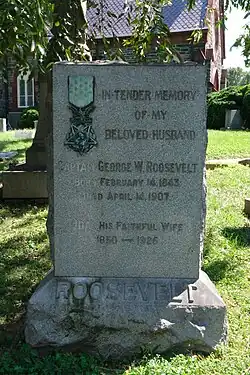 In Tender Memory
of my
Beloved Husband
Captain George W. Roosevelt
Born February 14, 1843
Died April 14, 1907
His Faithful Wife
1850 — 1926
ROOSEVELT